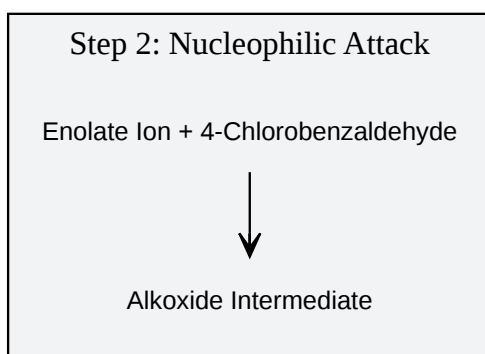 Step 2: Nucleophilic Attack
Enolate Ion + 4-Chlorobenzaldehyde
Alkoxide Intermediate